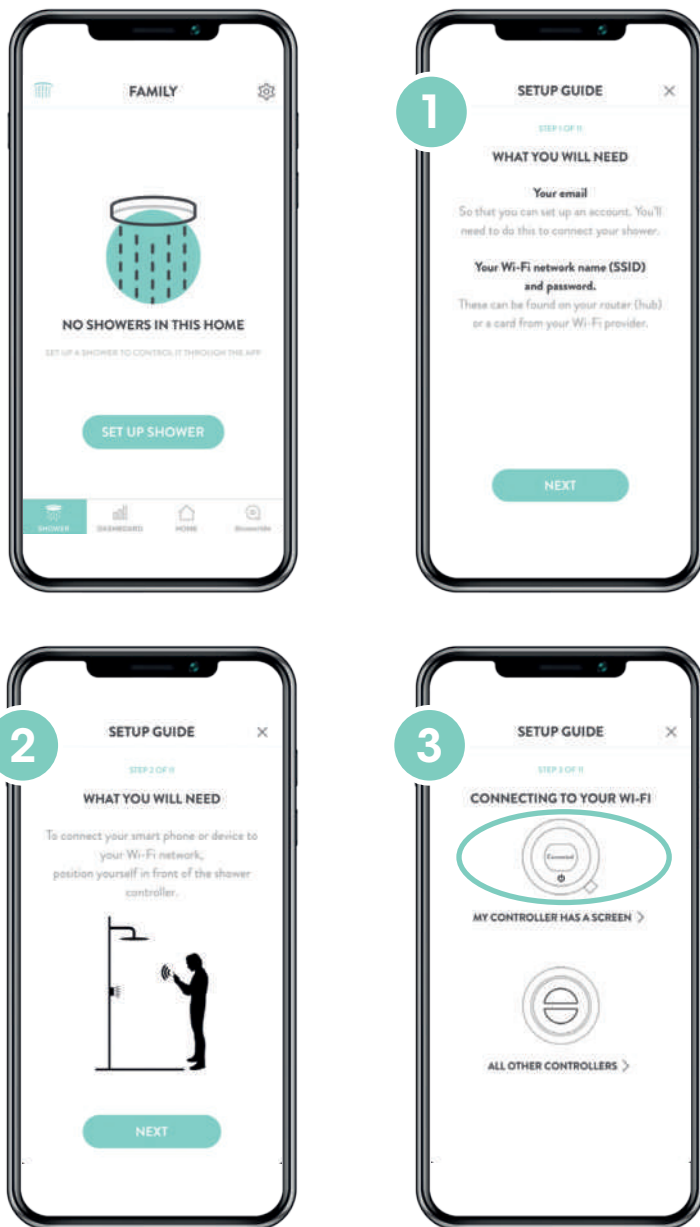 FAMILY
NO SHOWERS IN THIS HOME
SET UP A SHOWER TO CONTROL IT THROUGH THE APP
SET UP SHOWER
SHOWER
DASHBOARD
HOME
1
SETUP GUIDE
STEP 1 OF 11
WHAT YOU WILL NEED
Your email
So that you can set up an account. You'll
need to do this to connect your shower.
Your Wi-Fi network name (SSID)
and password.
These can be found on your router (hub)
or a card from your Wi-Fi provider.
NEXT
2
SETUP GUIDE
STEP 2 OF 11
WHAT YOU WILL NEED
To connect your smart phone or device to
your Wi-Fi network,
position yourself in front of the shower
controller.
NEXT
3
SETUP GUIDE
STEP 3 OF 11
CONNECTING TO YOUR WI-FI
Connected
MY CONTROLLER HAS A SCREEN >
ALL OTHER CONTROLLERS >